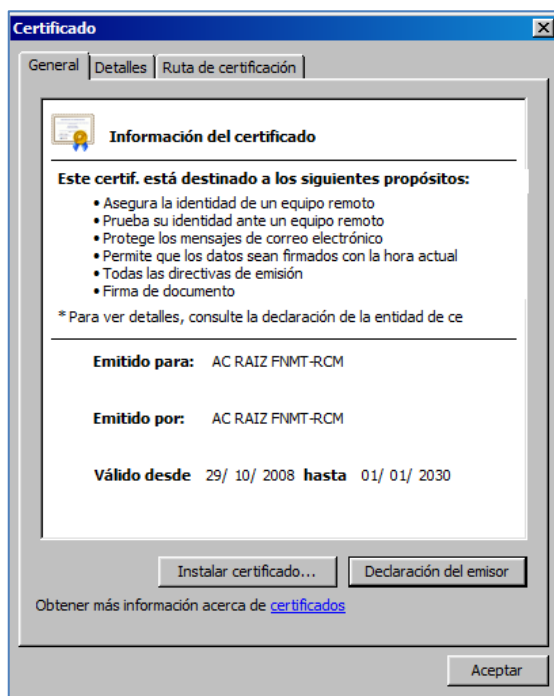 Certificado
General Detalles Ruta de certificación
Información del certificado
Este certif. está destinado a los siguientes propósitos:
• Asegura la identidad de un equipo remoto
• Prueba su identidad ante un equipo remoto
• Protege los mensajes de correo electrónico
• Permite que los datos sean firmados con la hora actual
• Todas las directivas de emisión
• Firma de documento
* Para ver detalles, consulte la declaración de la entidad de ce
Emitido para: AC RAIZ FNMT-RCM
Emitido por: AC RAIZ FNMT-RCM
Válido desde 29/ 10/ 2008 hasta 01/ 01/ 2030
Instalar certificado... Declaración del emisor
Obtener más información acerca de certificados
Aceptar